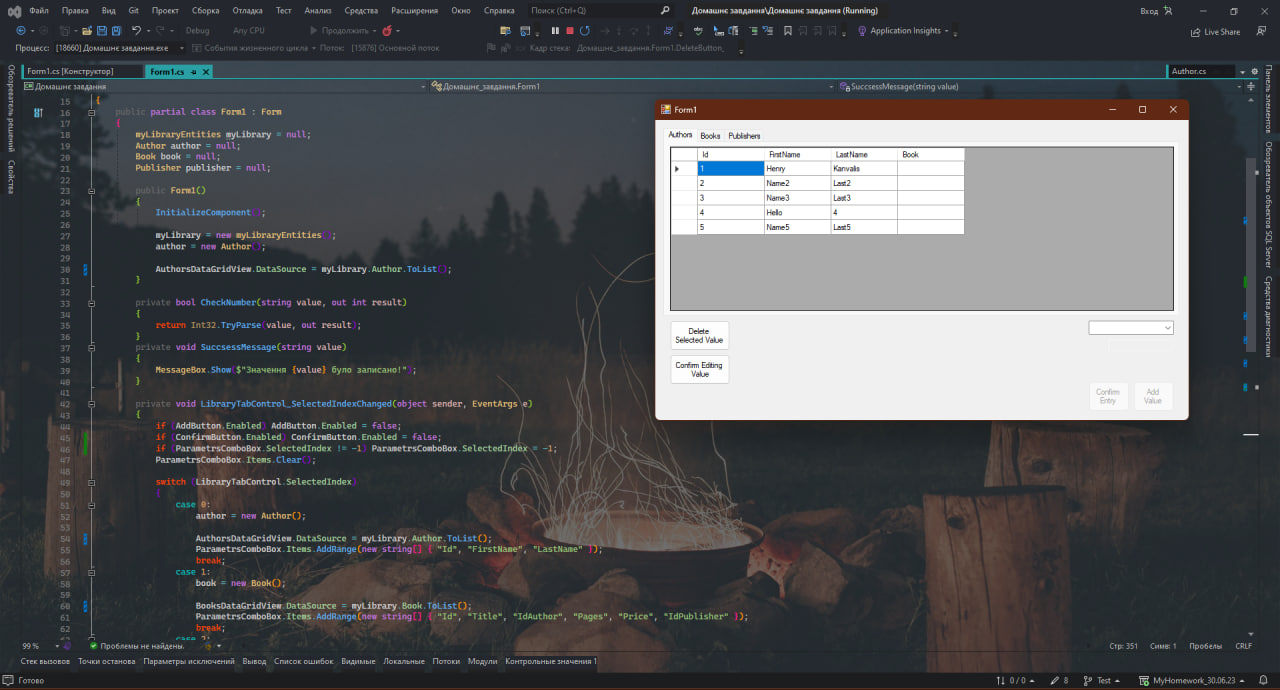 Файл Правка Вид Git Проект Сборка Отладка Тест Анализ Средства Расширения Окно Справка Поиск (Ctrl+Q) Домашнє завдання\Домашнє завдання (Running) Вход
Debug Any CPU Продолжить Application Insights Live Share
Процесс: [18660] Домашнє завдання.exe События жизненного цикла Поток: [15876] Основной поток Кадр стека: Домашнє_завдання.Form1.DeleteButton_
Form1.cs [Конструктор] Form1.cs Author.cs
Домашнє завдання Домашнє_завдання.Form1 SuccsessMessage(string value)
Обозреватель решений Свойства
Панель элементов Обозреватель объектов SQL Server Средства диагностики
15 {
16 public partial class Form1 : Form
17 {
18 myLibraryEntities myLibrary = null;
19 Author author = null;
20 Book book = null;
21 Publisher publisher = null;
22
23 public Form1()
24 {
25 InitializeComponent();
26
27 myLibrary = new myLibraryEntities();
28 author = new Author();
29
30 AuthorsDataGridView.DataSource = myLibrary.Author.ToList();
31 }
32
33 private bool CheckNumber(string value, out int result)
34 {
35 return Int32.TryParse(value, out result);
36 }
37 private void SuccsessMessage(string value)
38 {
39 MessageBox.Show($"Значення {value} було записано!");
40 }
41
42 private void LibraryTabControl_SelectedIndexChanged(object sender, EventArgs e)
43 {
44 if (AddButton.Enabled) AddButton.Enabled = false;
45 if (ConfirmButton.Enabled) ConfirmButton.Enabled = false;
46 if (ParametrsComboBox.SelectedIndex != -1) ParametrsComboBox.SelectedIndex = -1;
47 ParametrsComboBox.Items.Clear();
48
49 switch (LibraryTabControl.SelectedIndex)
50 {
51 case 0:
52 author = new Author();
53
54 AuthorsDataGridView.DataSource = myLibrary.Author.ToList();
55 ParametrsComboBox.Items.AddRange(new string[] { "Id", "FirstName", "LastName" });
56 break;
57 case 1:
58 book = new Book();
59
60 BooksDataGridView.DataSource = myLibrary.Book.ToList();
61 ParametrsComboBox.Items.AddRange(new string[] { "Id", "Title", "IdAuthor", "Pages", "Price", "IdPublisher" });
62 break;
63 case 2:
Form1
Authors Books Publishers
Id FirstName LastName Book
1 Henry Kanvalis
2 Name2 Last2
3 Name3 Last3
4 Hello 4
5 Name5 Last5
Delete
Selected Value
Confirm Editing
Value
Confirm
Entry
Add
Value
99 % Проблемы не найдены. Стр: 351 Симв: 1 Пробелы CRLF
Стек вызовов Точки останова Параметры исключений Вывод Список ошибок Видимые Локальные Потоки Модули Контрольные значения 1
Готово 0 / 0 8 Test MyHomework_30.06.23